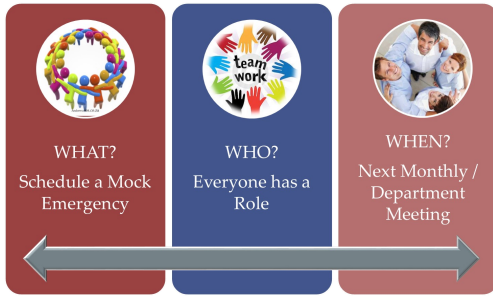 WHAT?
Schedule a Mock
Emergency
team
work
WHO?
Everyone has a
Role
WHEN?
Next Monthly /
Department
Meeting